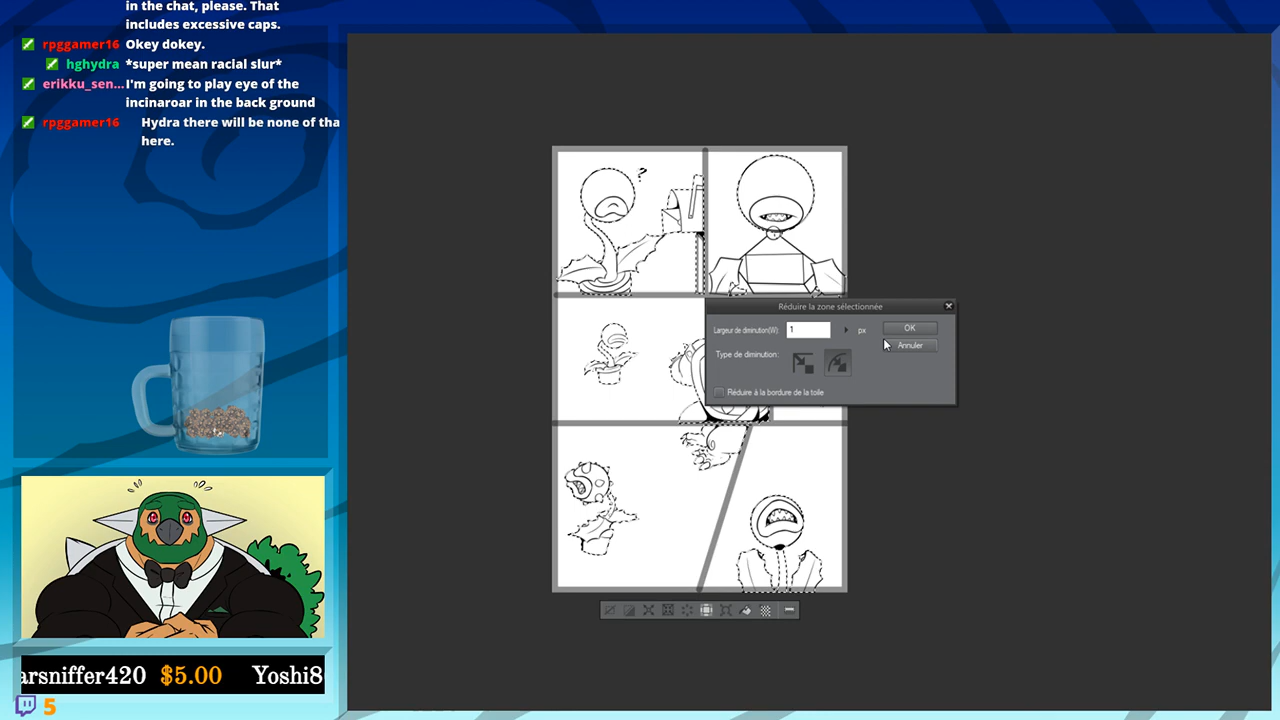 in the chat, please. That
includes excessive caps.
rpggamer16 Okey dokey.
hghydra *super mean racial slur*
erikku_sen... I'm going to play eye of the
incinaroar in the back ground
rpggamer16 Hydra there will be none of tha
here.
?
Réduire la zone sélectionnée
Largeur de diminution(W): 1 px OK
Annuler
Type de diminution:
Réduire à la bordure de la toile
arsniffer420 $5.00 Yoshi8
5